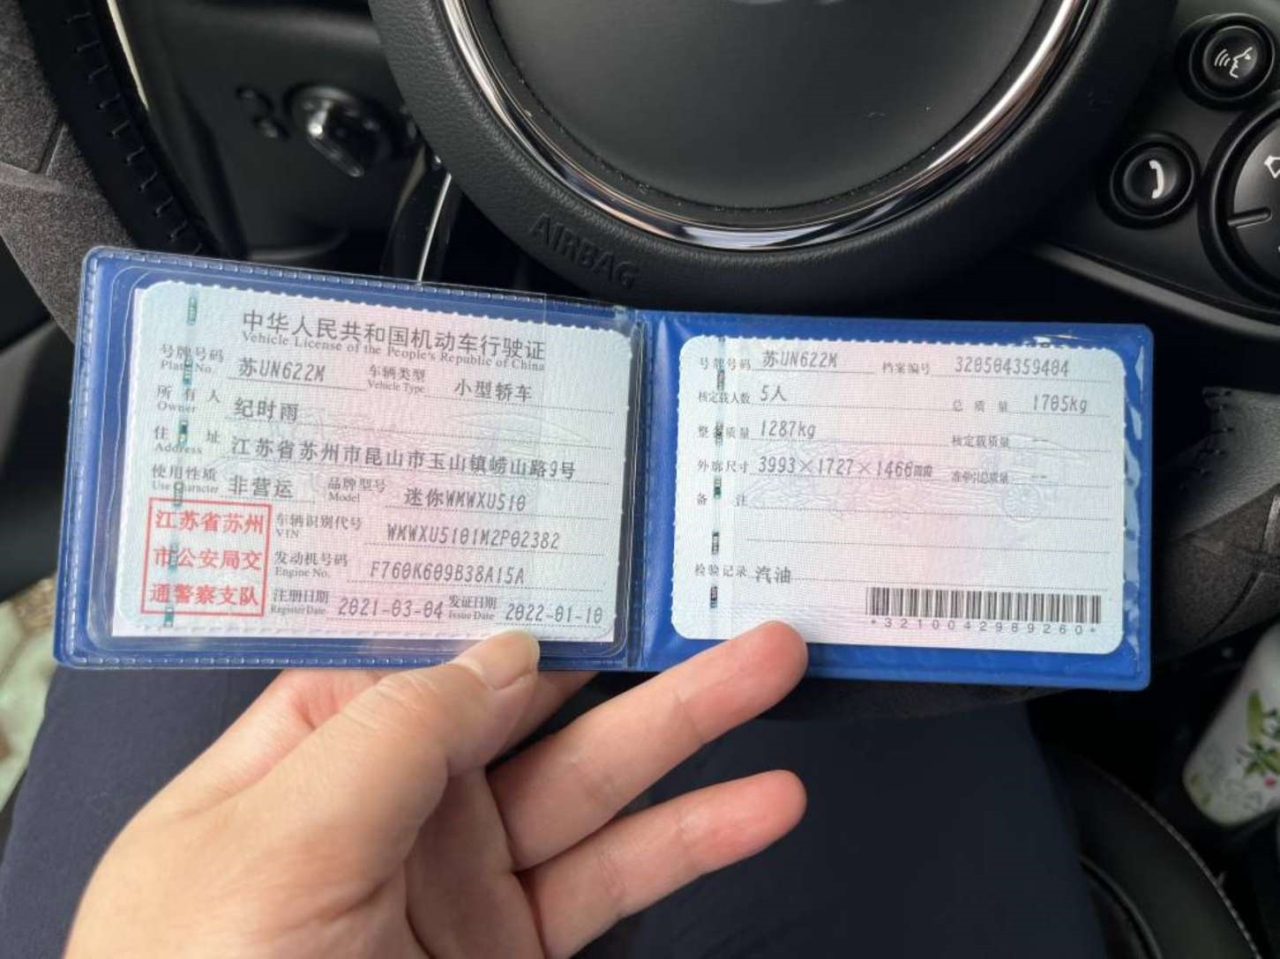 AIRBAG
中华人民共和国机动车行驶证
Vehicle License of the People's Republic of China
号牌号码 苏UN622M 车辆类型 小型轿车
Plate No. Vehicle Type
所有人 纪时雨
Owner
住址 江苏省苏州市昆山市玉山镇崂山路9号
Address
使用性质 非营运 品牌型号 迷你WMWXU510
Use Character Model
江苏省苏州
市公安局交
通警察支队
车辆识别代号 WMWXU5101M2P02382
VIN
发动机号码 F760K609B38A15A
Engine No.
注册日期 2021-03-04 发证日期 2022-01-10
Register Date Issue Date
号牌号码 苏UN622M 档案编号 320504359404
核定载人数 5人 总质量 1705kg
整备质量 1287kg 核定载质量 --
外廓尺寸 3993×1727×1466mm 准牵引总质量 --
备注
检验记录 汽油
*3210042989260*